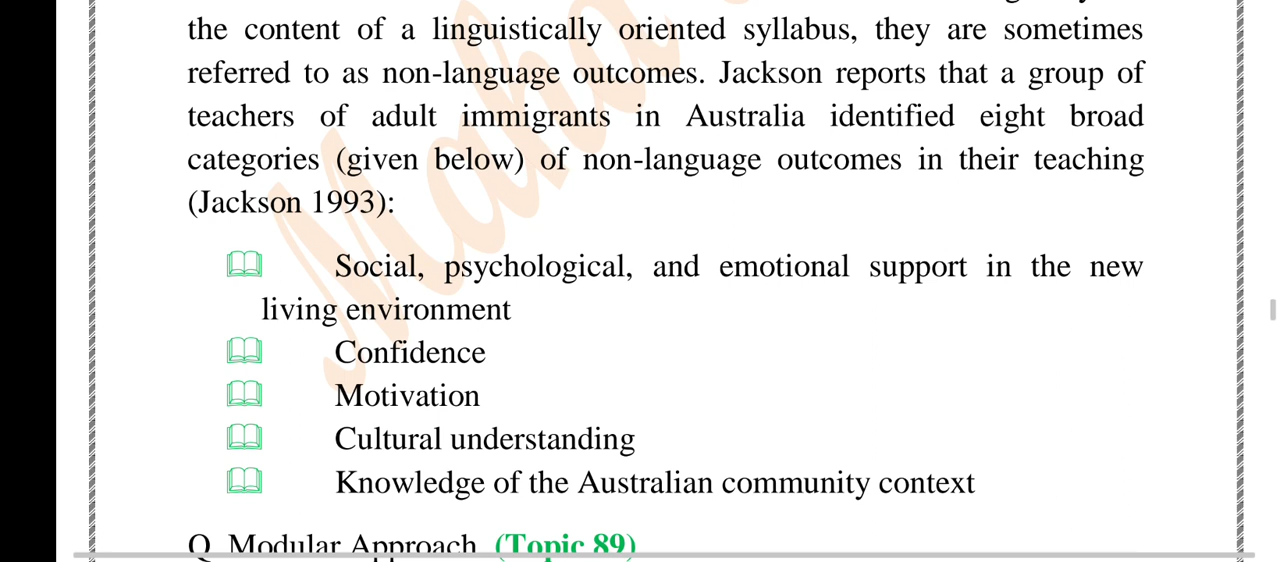 the content of a linguistically oriented syllabus, they are sometimes
referred to as non-language outcomes. Jackson reports that a group of
teachers of adult immigrants in Australia identified eight broad
categories (given below) of non-language outcomes in their teaching
(Jackson 1993):
Social, psychological, and emotional support in the new
living environment
Confidence
Motivation
Cultural understanding
Knowledge of the Australian community context
Q Modular Approach (Topic 89)